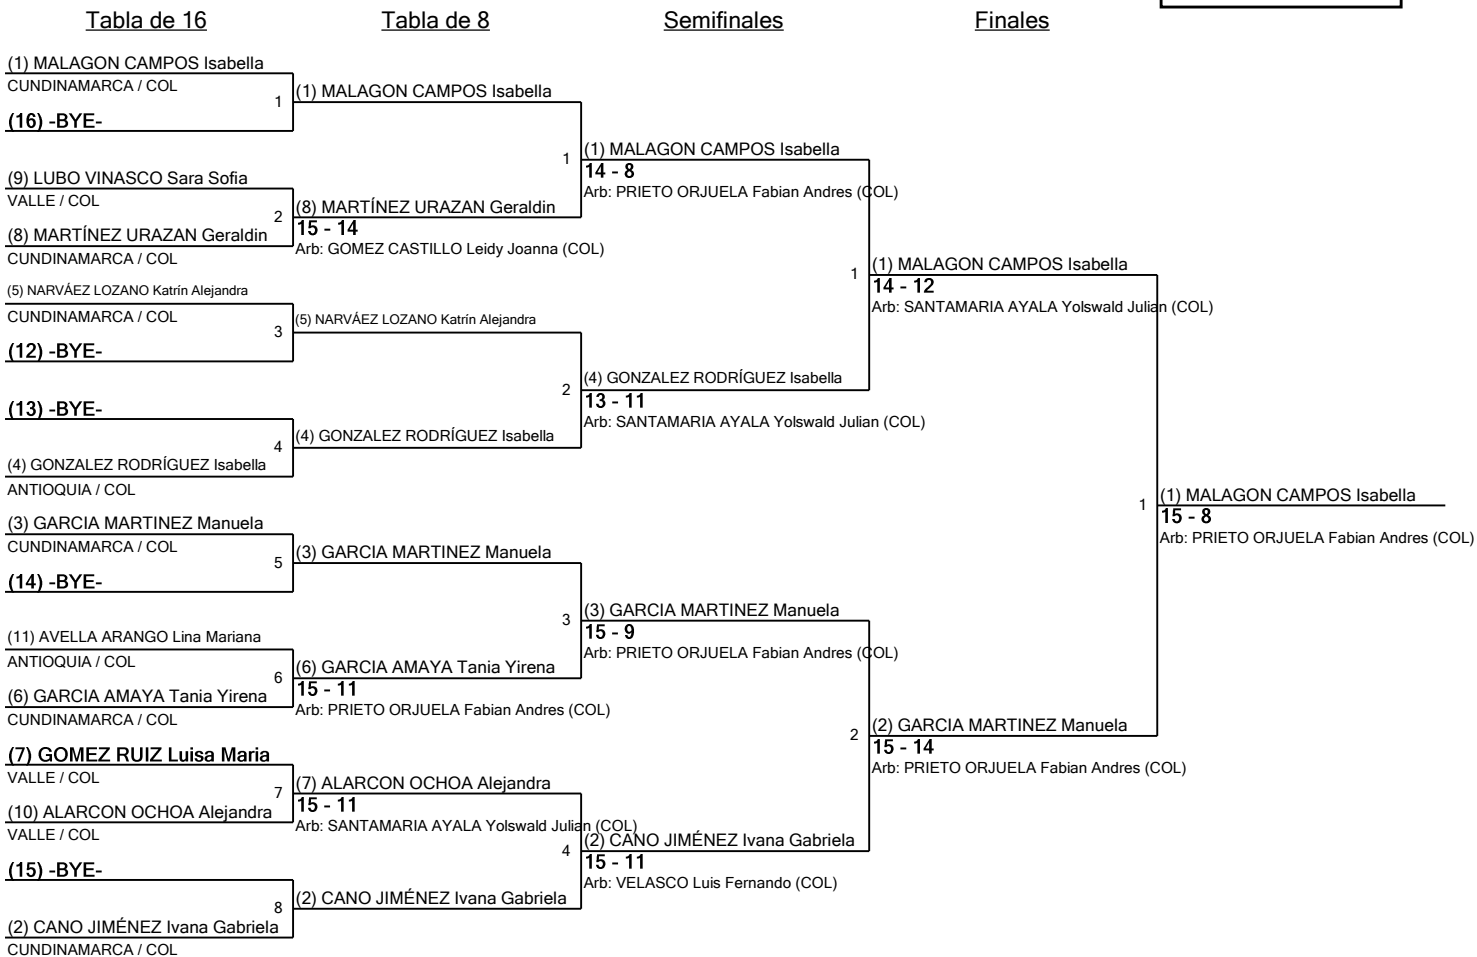 Tabla de 16
Tabla de 8
Semifinales
Finales
(1) MALAGON CAMPOS Isabella
CUNDINAMARCA / COL
1
(16) -BYE-
(9) LUBO VINASCO Sara Sofia
VALLE / COL
2
(8) MARTÍNEZ URAZAN Geraldin
CUNDINAMARCA / COL
(5) NARVÁEZ LOZANO Katrín Alejandra
CUNDINAMARCA / COL
3
(12) -BYE-
(13) -BYE-
4
(4) GONZALEZ RODRÍGUEZ Isabella
ANTIOQUIA / COL
(3) GARCIA MARTINEZ Manuela
CUNDINAMARCA / COL
5
(14) -BYE-
(11) AVELLA ARANGO Lina Mariana
ANTIOQUIA / COL
6
(6) GARCIA AMAYA Tania Yirena
CUNDINAMARCA / COL
(7) GOMEZ RUIZ Luisa Maria
VALLE / COL
7
(10) ALARCON OCHOA Alejandra
VALLE / COL
(15) -BYE-
8
(2) CANO JIMÉNEZ Ivana Gabriela
CUNDINAMARCA / COL
(1) MALAGON CAMPOS Isabella
1
(8) MARTÍNEZ URAZAN Geraldin
15 - 14
Arb: GOMEZ CASTILLO Leidy Joanna (COL)
(5) NARVÁEZ LOZANO Katrín Alejandra
2
(4) GONZALEZ RODRÍGUEZ Isabella
(3) GARCIA MARTINEZ Manuela
3
(6) GARCIA AMAYA Tania Yirena
15 - 11
Arb: PRIETO ORJUELA Fabian Andres (COL)
(7) ALARCON OCHOA Alejandra
15 - 11
Arb: SANTAMARIA AYALA Yolswald Julian (COL)
4
(2) CANO JIMÉNEZ Ivana Gabriela
(1) MALAGON CAMPOS Isabella
14 - 8
Arb: PRIETO ORJUELA Fabian Andres (COL)
1
(4) GONZALEZ RODRÍGUEZ Isabella
13 - 11
Arb: SANTAMARIA AYALA Yolswald Julian (COL)
(3) GARCIA MARTINEZ Manuela
15 - 9
Arb: PRIETO ORJUELA Fabian Andres (COL)
2
(2) CANO JIMÉNEZ Ivana Gabriela
15 - 11
Arb: VELASCO Luis Fernando (COL)
(1) MALAGON CAMPOS Isabella
14 - 12
Arb: SANTAMARIA AYALA Yolswald Julian (COL)
1
(2) GARCIA MARTINEZ Manuela
15 - 14
Arb: PRIETO ORJUELA Fabian Andres (COL)
(1) MALAGON CAMPOS Isabella
15 - 8
Arb: PRIETO ORJUELA Fabian Andres (COL)